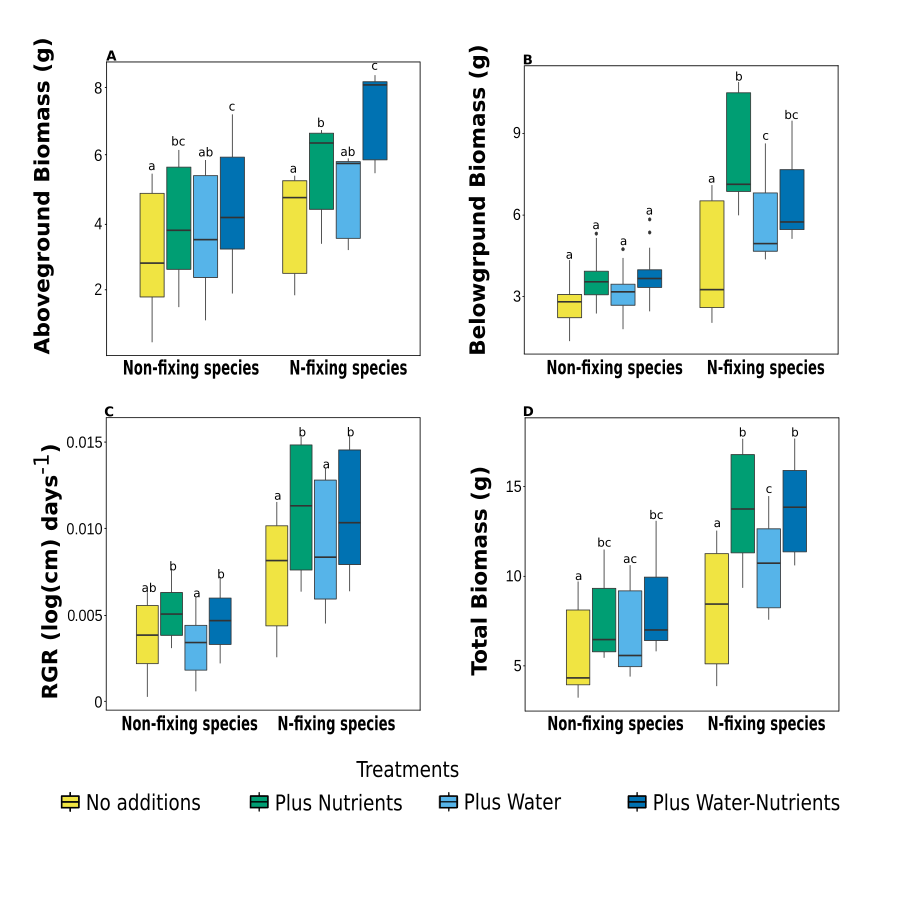 A
Aboveground Biomass (g)
8
6
4
2
a
bc
ab
c
a
b
ab
c
Non-fixing species
N-fixing species
B
Belowgrpund Biomass (g)
9
6
3
a
a
a
a
a
b
c
bc
Non-fixing species
N-fixing species
C
RGR (log(cm) days-1)
0.015
0.010
0.005
0
ab
b
a
b
a
b
a
b
Non-fixing species
N-fixing species
D
Total Biomass (g)
15
10
5
a
bc
ac
bc
a
b
c
b
Non-fixing species
N-fixing species
Treatments
No additions
Plus Nutrients
Plus Water
Plus Water-Nutrients